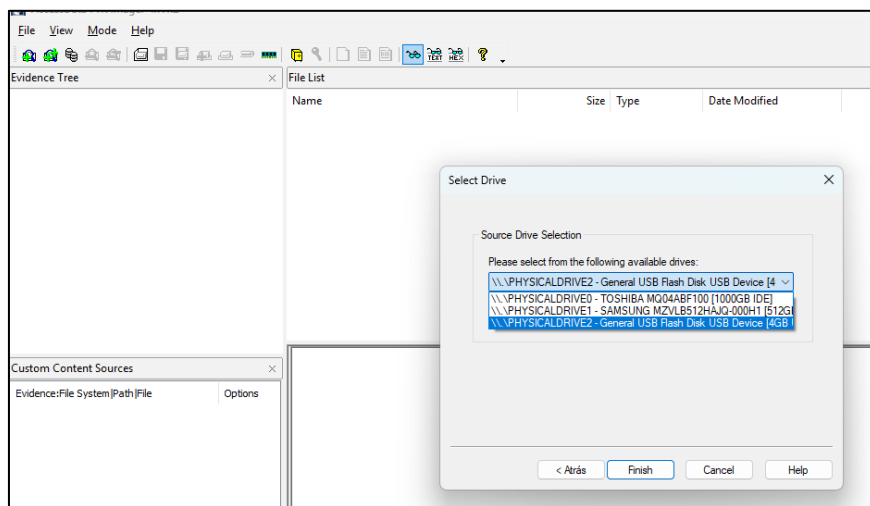 File View Mode Help
TEXT HEX
Evidence Tree
File List
Name Size Type Date Modified
Select Drive
Source Drive Selection
Please select from the following available drives:
\\.\PHYSICALDRIVE2 - General USB Flash Disk USB Device [4
\\.\PHYSICALDRIVE0 - TOSHIBA MQ04ABF100 [1000GB IDE]
\\.\PHYSICALDRIVE1 - SAMSUNG MZVLB512HAJQ-000H1 [512GB
\\.\PHYSICALDRIVE2 - General USB Flash Disk USB Device [4GB
Custom Content Sources
Evidence:File System|Path|File Options
< Atrás Finish Cancel Help